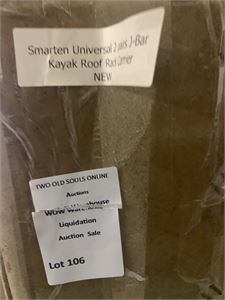 Smarten Universal 2 pairs J-Bar
Kayak Roof Rack Carrier
NEW
TWO OLD SOULS ONLINE
Auctions
Warehouse
Liquidation
Auction Sale
Lot 106